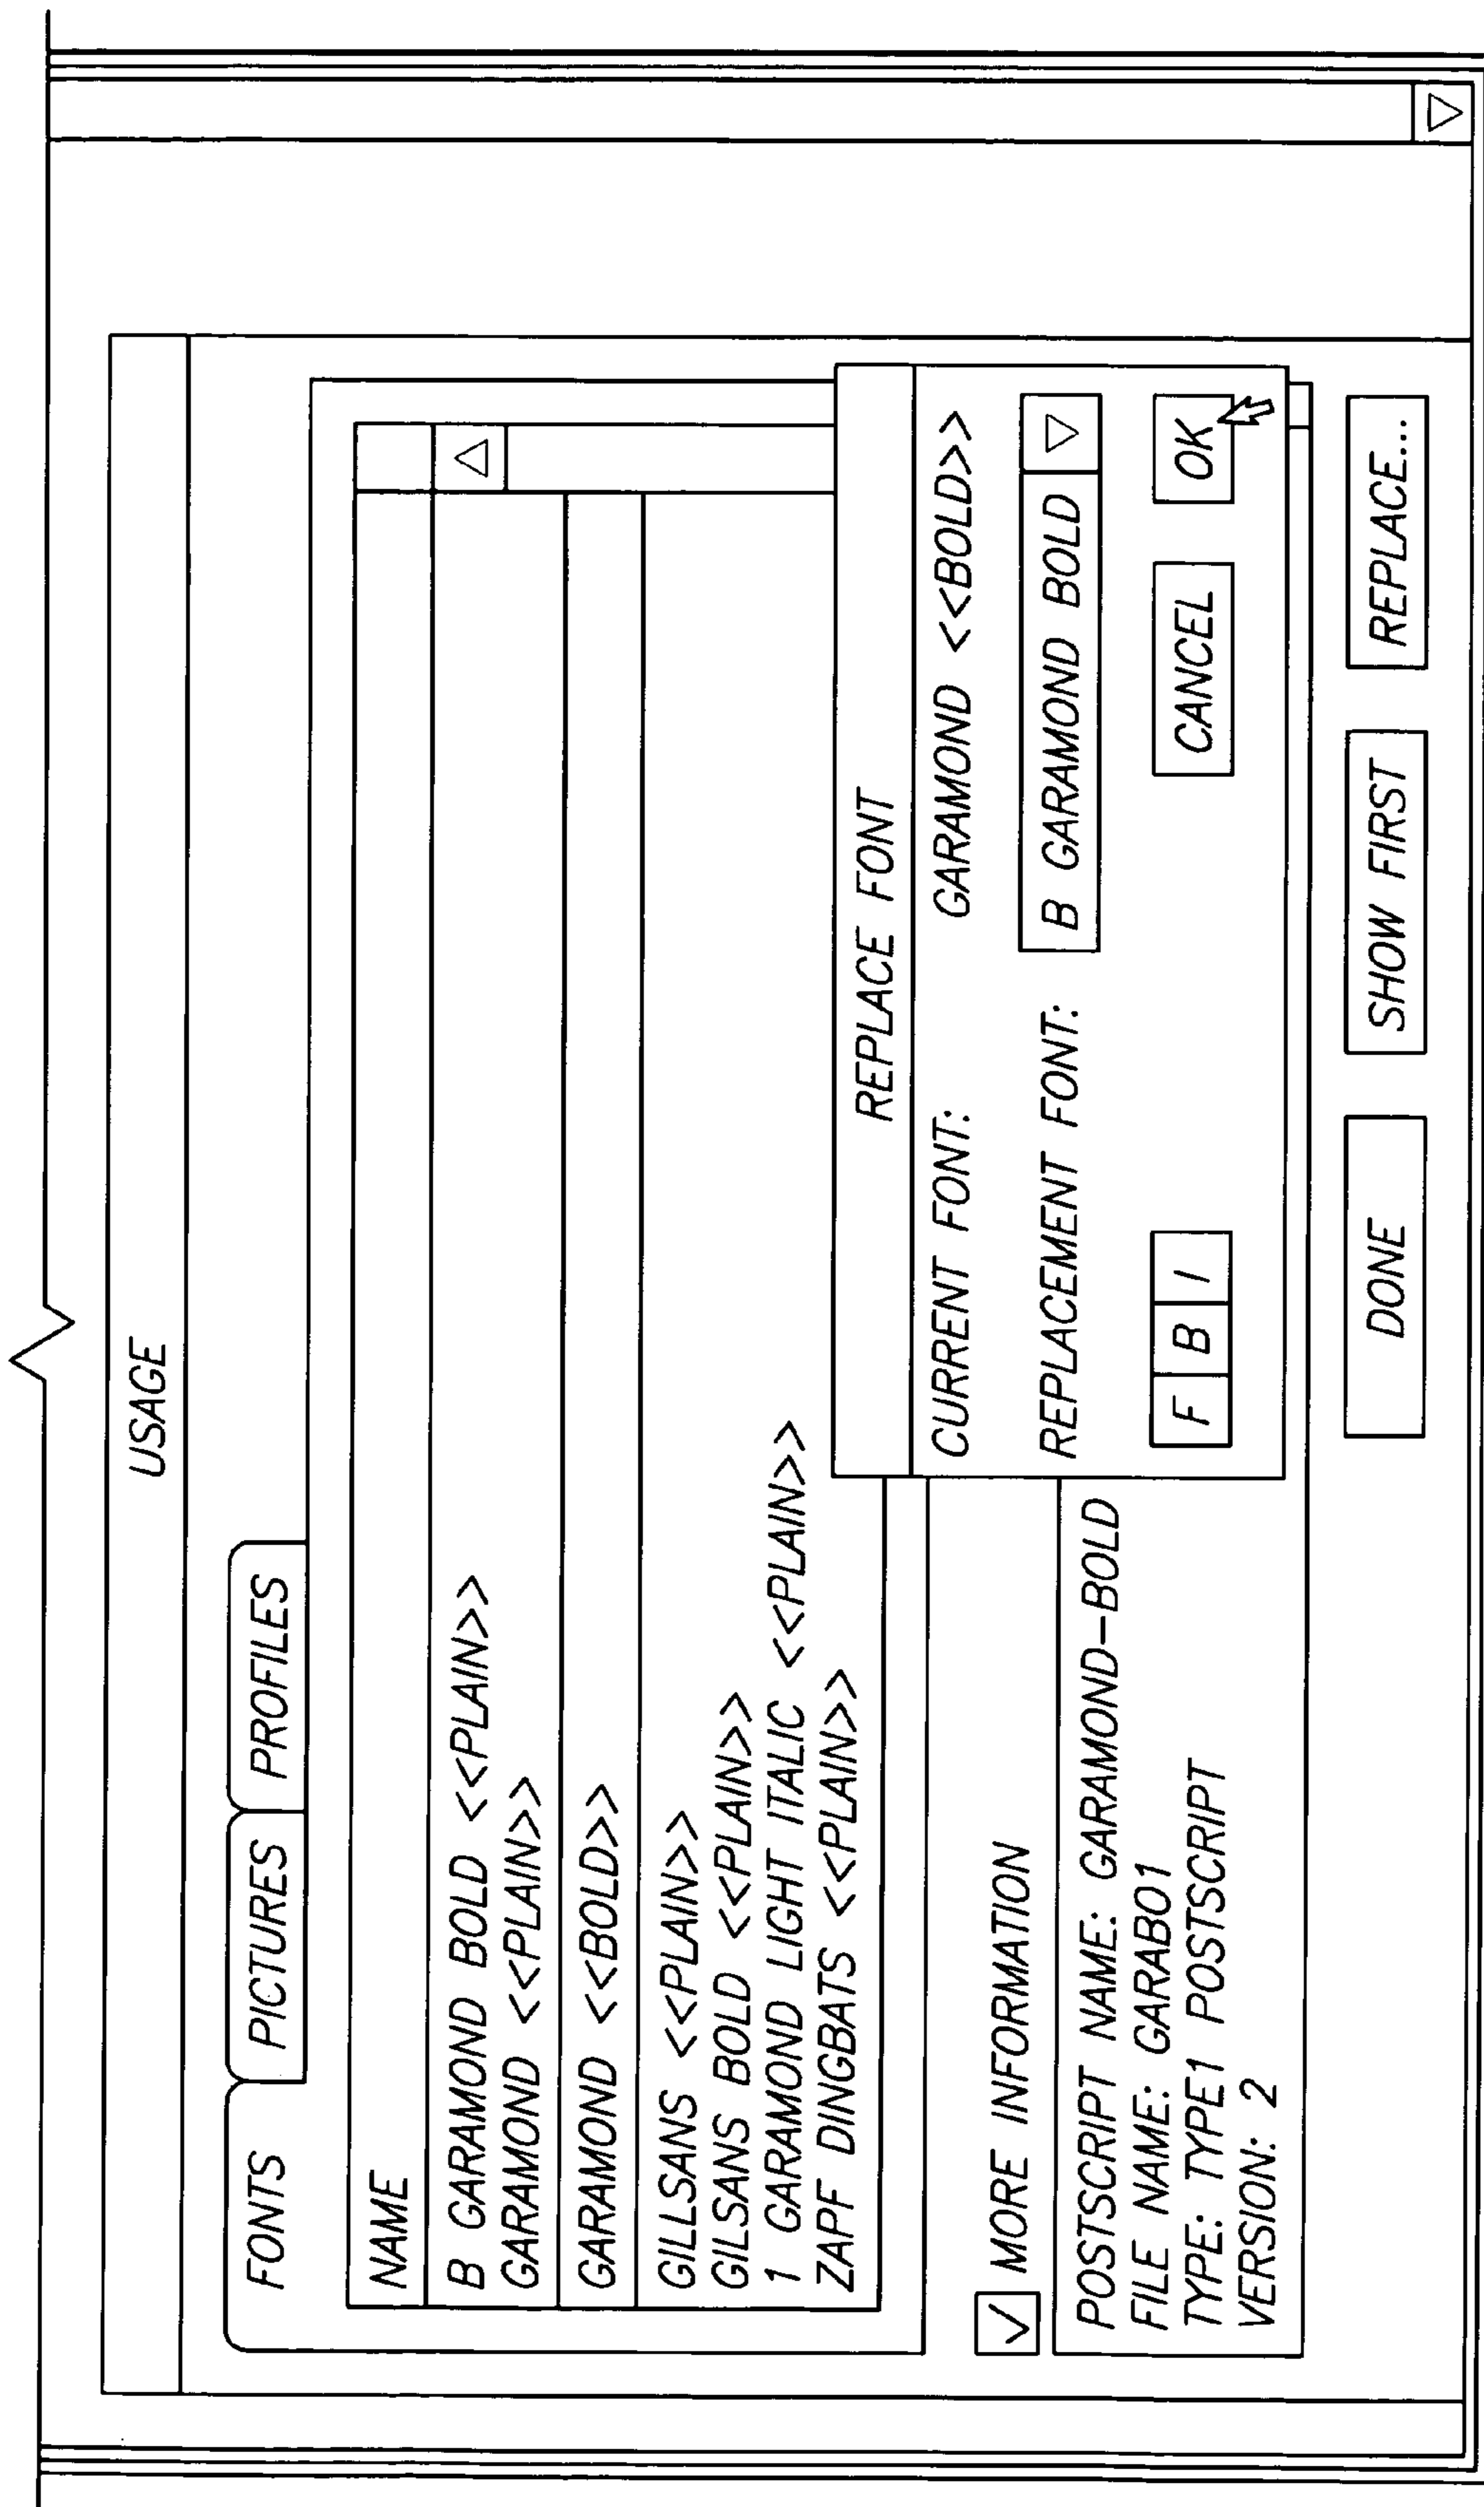 USAGE
FONTS PICTURES PROFILES
NAME
B GARAMOND BOLD <<PLAIN>>
GARAMOND <<PLAIN>>
GARAMOND <<BOLD>>
GILLSANS <<PLAIN>>
GILSANS BOLD <<PLAIN>>
1 GARAMOND LIGHT ITALIC <<PLAIN>>
ZAPF DINGBATS <<PLAIN>>
REPLACE FONT
CURRENT FONT: GARAMOND <<BOLD>>
REPLACEMENT FONT: B GARAMOND BOLD
F B I CANCEL OK
MORE INFORMATION
POSTSCRIPT NAME: GARAMOND-BOLD
FILE NAME: GARABO1
TYPE: TYPE1 POSTSCRIPT
VERSION: 2
DONE SHOW FIRST REPLACE...